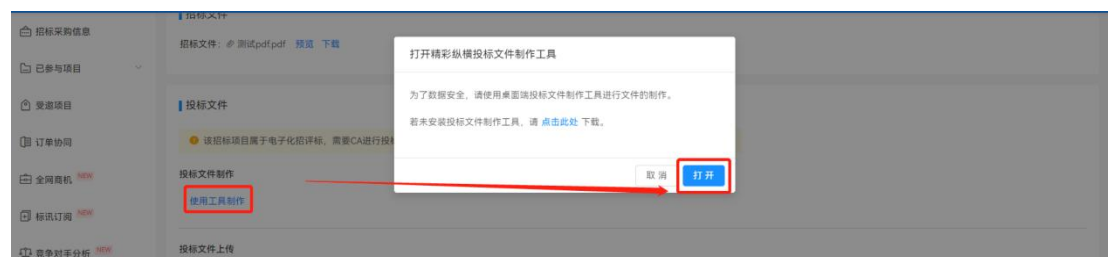 招标文件
招标采购信息
招标文件: 测试pdf.pdf 预览 下载
打开精彩纵横投标文件制作工具
已参与项目
为了数据安全，请使用桌面端投标文件制作工具进行文件的制作。
受邀项目
投标文件
若未安装投标文件制作工具，请 点击此处 下载。
订单协同
该招标项目属于电子化招评标，需要CA进行投标
全网商机 NEW
投标文件制作
取消 打开
使用工具制作
标讯订阅 NEW
投标文件上传
竞争对手分析 NEW